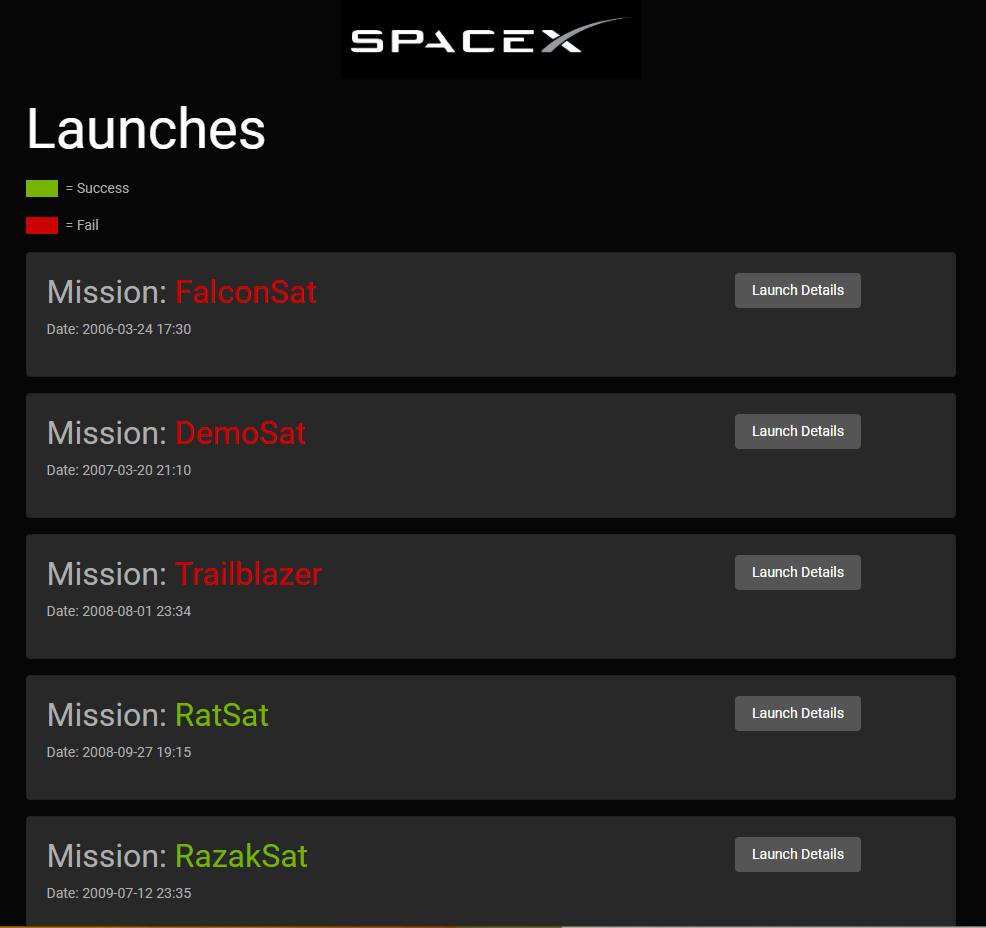 SPACEX
Launches
= Success
= Fail
Mission: FalconSat
Launch Details
Date: 2006-03-24 17:30
Mission: DemoSat
Launch Details
Date: 2007-03-20 21:10
Mission: Trailblazer
Launch Details
Date: 2008-08-01 23:34
Mission: RatSat
Launch Details
Date: 2008-09-27 19:15
Mission: RazakSat
Launch Details
Date: 2009-07-12 23:35